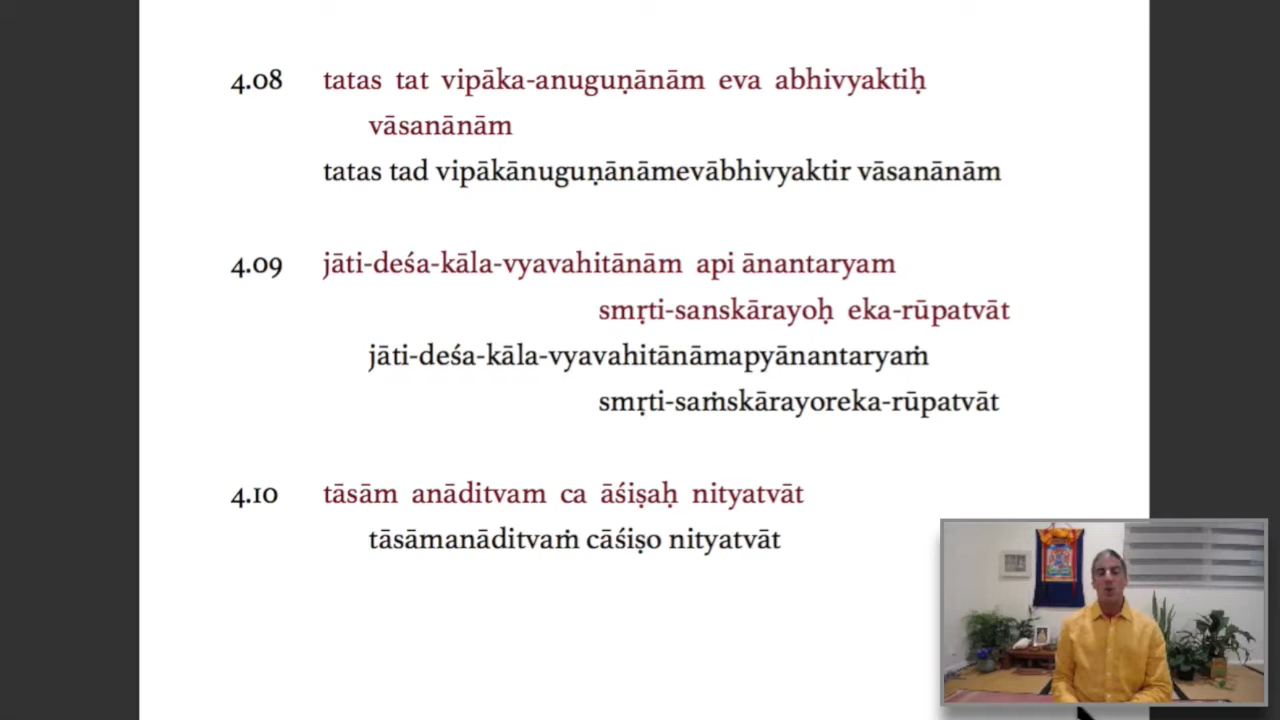 4.08 tatas tat vipāka-anuguṇānām eva abhivyaktiḥ
vāsanānām
tatas tad vipākānuguṇānāmevābhivyaktir vāsanānām
4.09 jāti-deśa-kāla-vyavahitānām api ānantaryam
smṛti-sanskārayoḥ eka-rūpatvāt
jāti-deśa-kāla-vyavahitānāmapyānantaryaṁ
smṛti-saṁskārayoreka-rūpatvāt
4.10 tāsām anāditvam ca āśiṣaḥ nityatvāt
tāsāmanāditvaṁ cāśiṣo nityatvāt